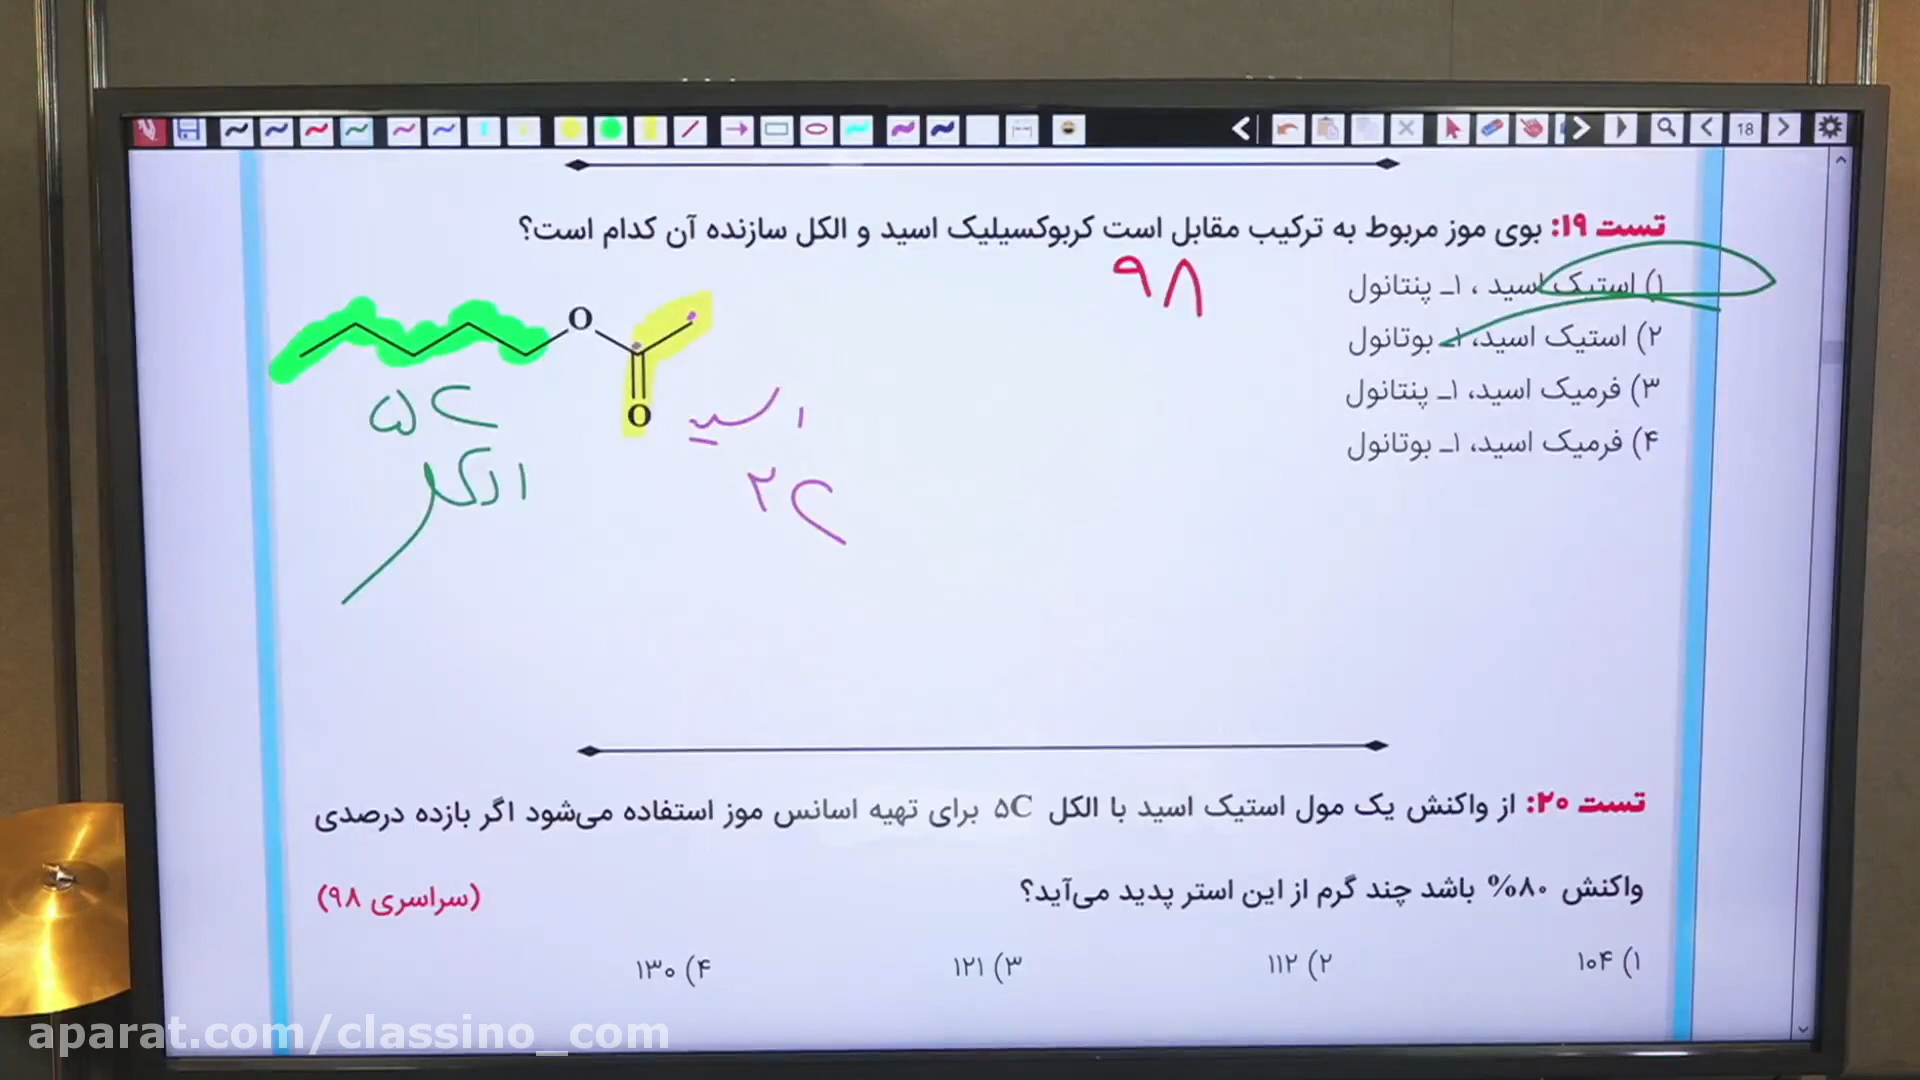 18
تست ۱۹: بوی موز مربوط به ترکیب مقابل است کربوکسیلیک اسید و الکل سازنده آن کدام است؟
۱) استیک اسید ، ۱ـ پنتانول
۹۸
۲) استیک اسید، ۱ـ بوتانول
۳) فرمیک اسید، ۱ـ پنتانول
۴) فرمیک اسید، ۱ـ بوتانول
O
O
۵C
اسید
الکل
۲C
تست ۲۰: از واکنش یک مول استیک اسید با الکل ۵C برای تهیه اسانس موز استفاده می‌شود اگر بازده درصدی
واکنش ۸۰% باشد چند گرم از این استر پدید می‌آید؟ (سراسری ۹۸)
۱) ۱۰۴ ۲) ۱۱۲ ۳) ۱۲۱ ۴) ۱۳۰
aparat.com/classino_com